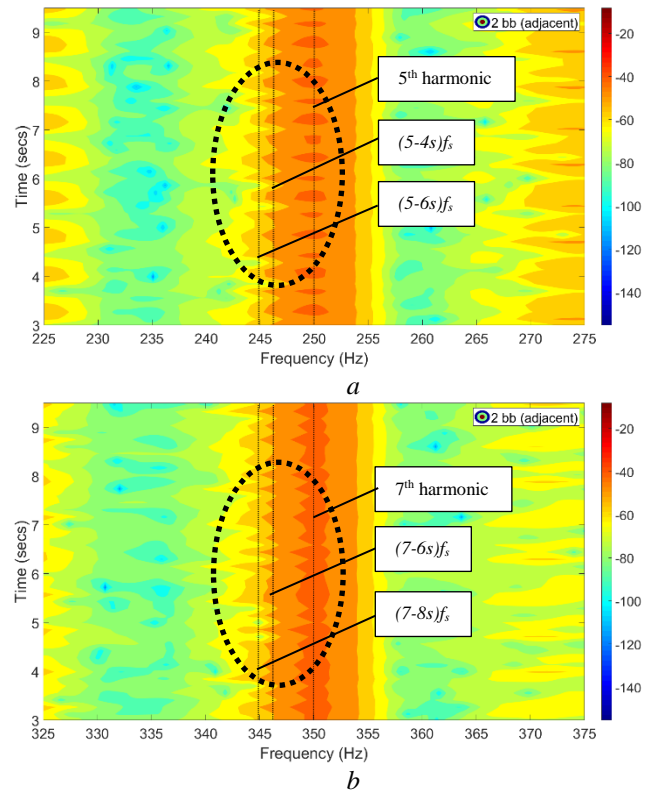 2 bb (adjacent)
9
8
7
6
5
4
3
Time (secs)
5th harmonic
(5-4s)fs
(5-6s)fs
-20
-40
-60
-80
-100
-120
-140
225 230 235 240 245 250 255 260 265 270 275
Frequency (Hz)
a
2 bb (adjacent)
9
8
7
6
5
4
3
Time (secs)
7th harmonic
(7-6s)fs
(7-8s)fs
-20
-40
-60
-80
-100
-120
-140
325 330 335 340 345 350 355 360 365 370 375
Frequency (Hz)
b